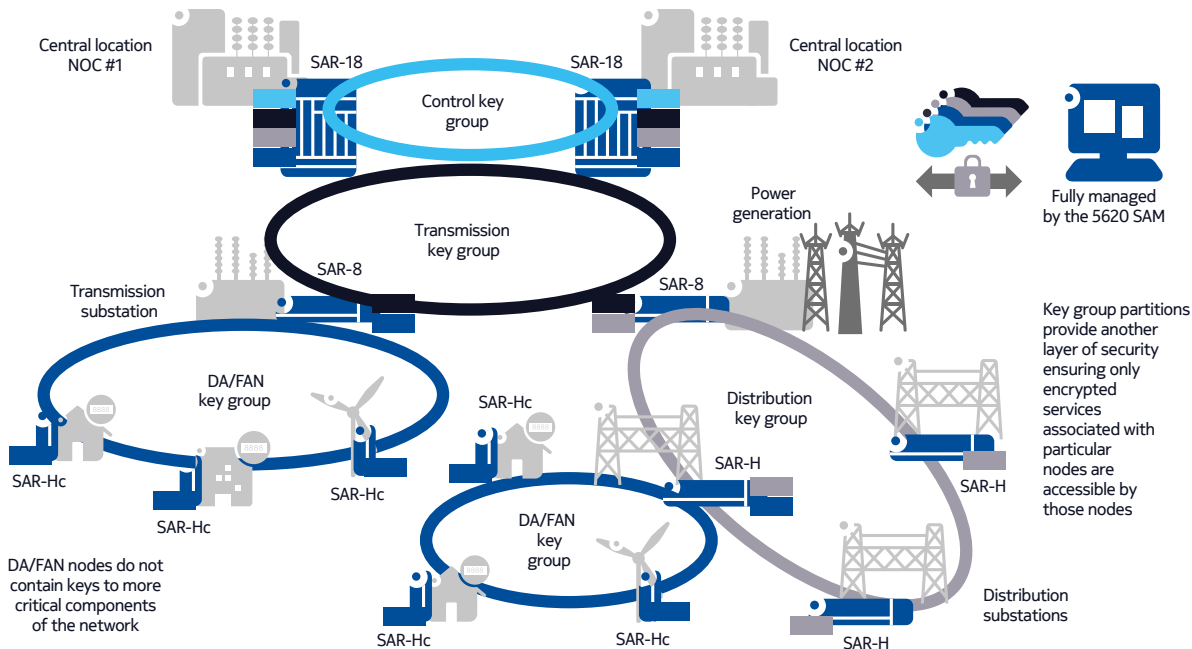 Central location
NOC #1
SAR-18
SAR-18
Central location
NOC #2
Control key
group
Fully managed
by the 5620 SAM
Power
generation
Transmission
key group
SAR-8
SAR-8
Transmission
substation
Key group partitions
provide another
layer of security
ensuring only
encrypted
services
associated with
particular
nodes are
accessible by
those nodes
DA/FAN
key group
8888
SAR-Hc
8888
SAR-Hc
SAR-Hc
SAR-Hc
8888
Distribution
key group
SAR-H
SAR-H
DA/FAN
key
group
8888
SAR-Hc
SAR-Hc
DA/FAN nodes do not
contain keys to more
critical components
of the network
Distribution
substations
SAR-H